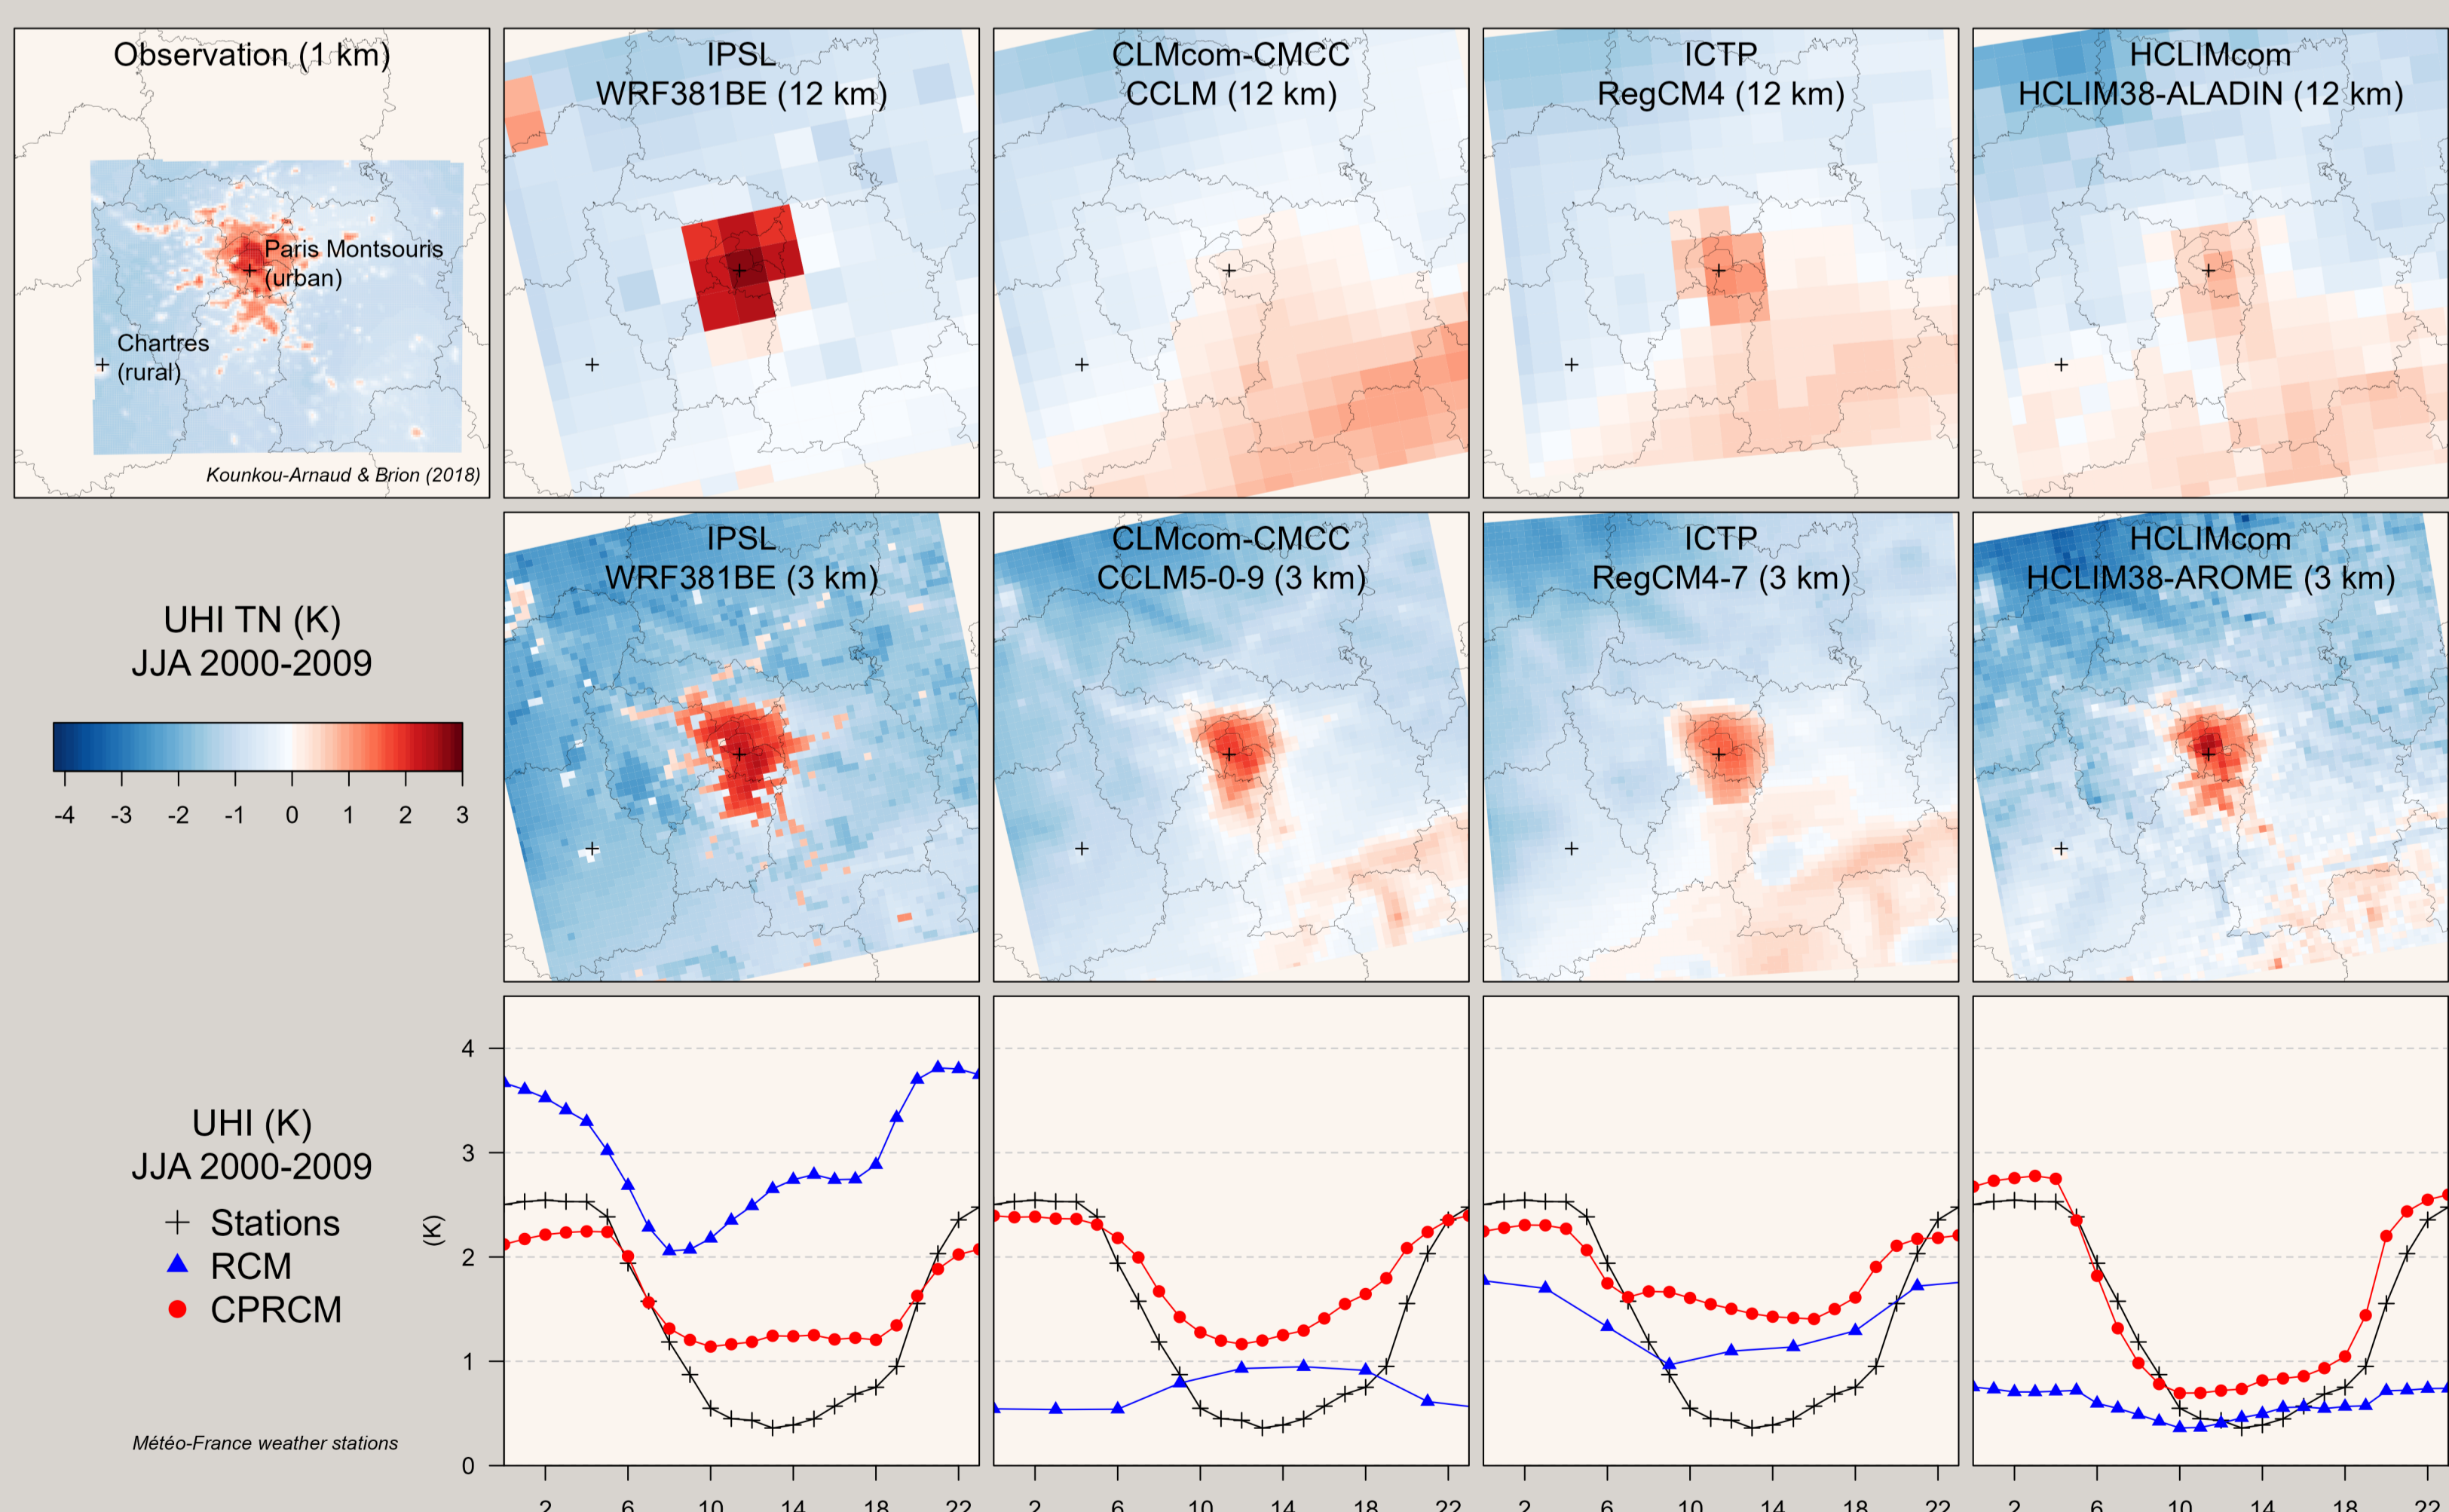 Observation (1 km)
Paris Montsouris
(urban)
Chartres
(rural)
Kounkou-Arnaud & Brion (2018)
IPSL
WRF381BE (12 km)
CLMcom-CMCC
CCLM (12 km)
ICTP
RegCM4 (12 km)
HCLIMcom
HCLIM38-ALADIN (12 km)
UHI TN (K)
JJA 2000-2009
-4 -3 -2 -1 0 1 2 3
IPSL
WRF381BE (3 km)
CLMcom-CMCC
CCLM5-0-9 (3 km)
ICTP
RegCM4-7 (3 km)
HCLIMcom
HCLIM38-AROME (3 km)
UHI (K)
JJA 2000-2009
Stations
RCM
CPRCM
Météo-France weather stations
(K)
4
3
2
1
0
2 6 10 14 18 22
2 6 10 14 18 22
2 6 10 14 18 22
2 6 10 14 18 22